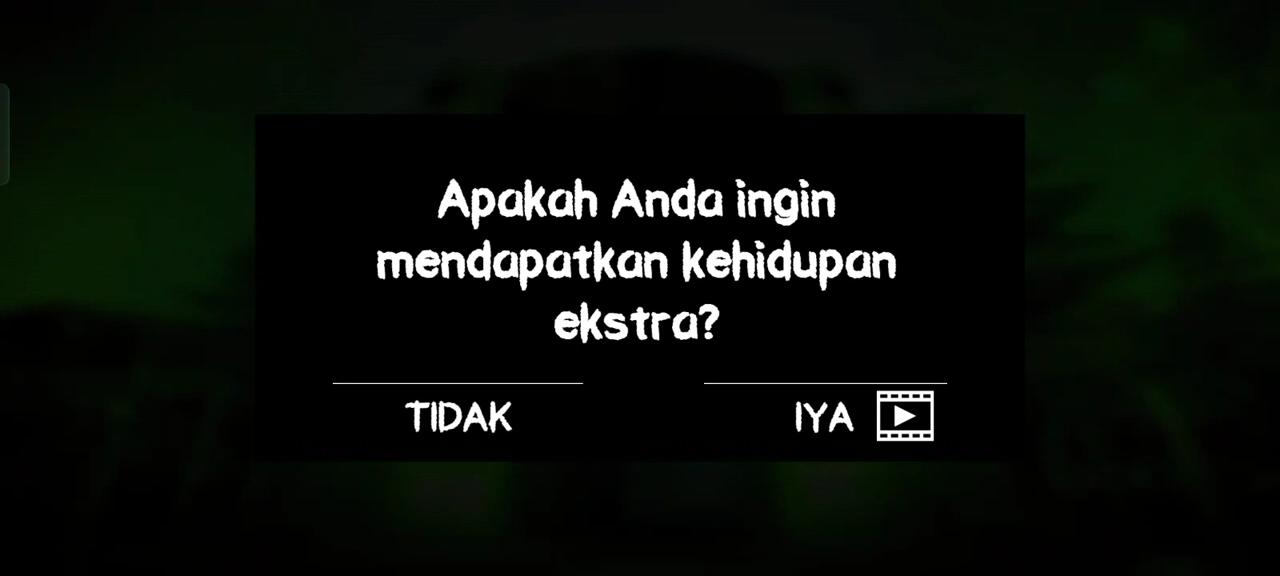 Apakah Anda ingin
mendapatkan kehidupan
ekstra?
TIDAK
IYA